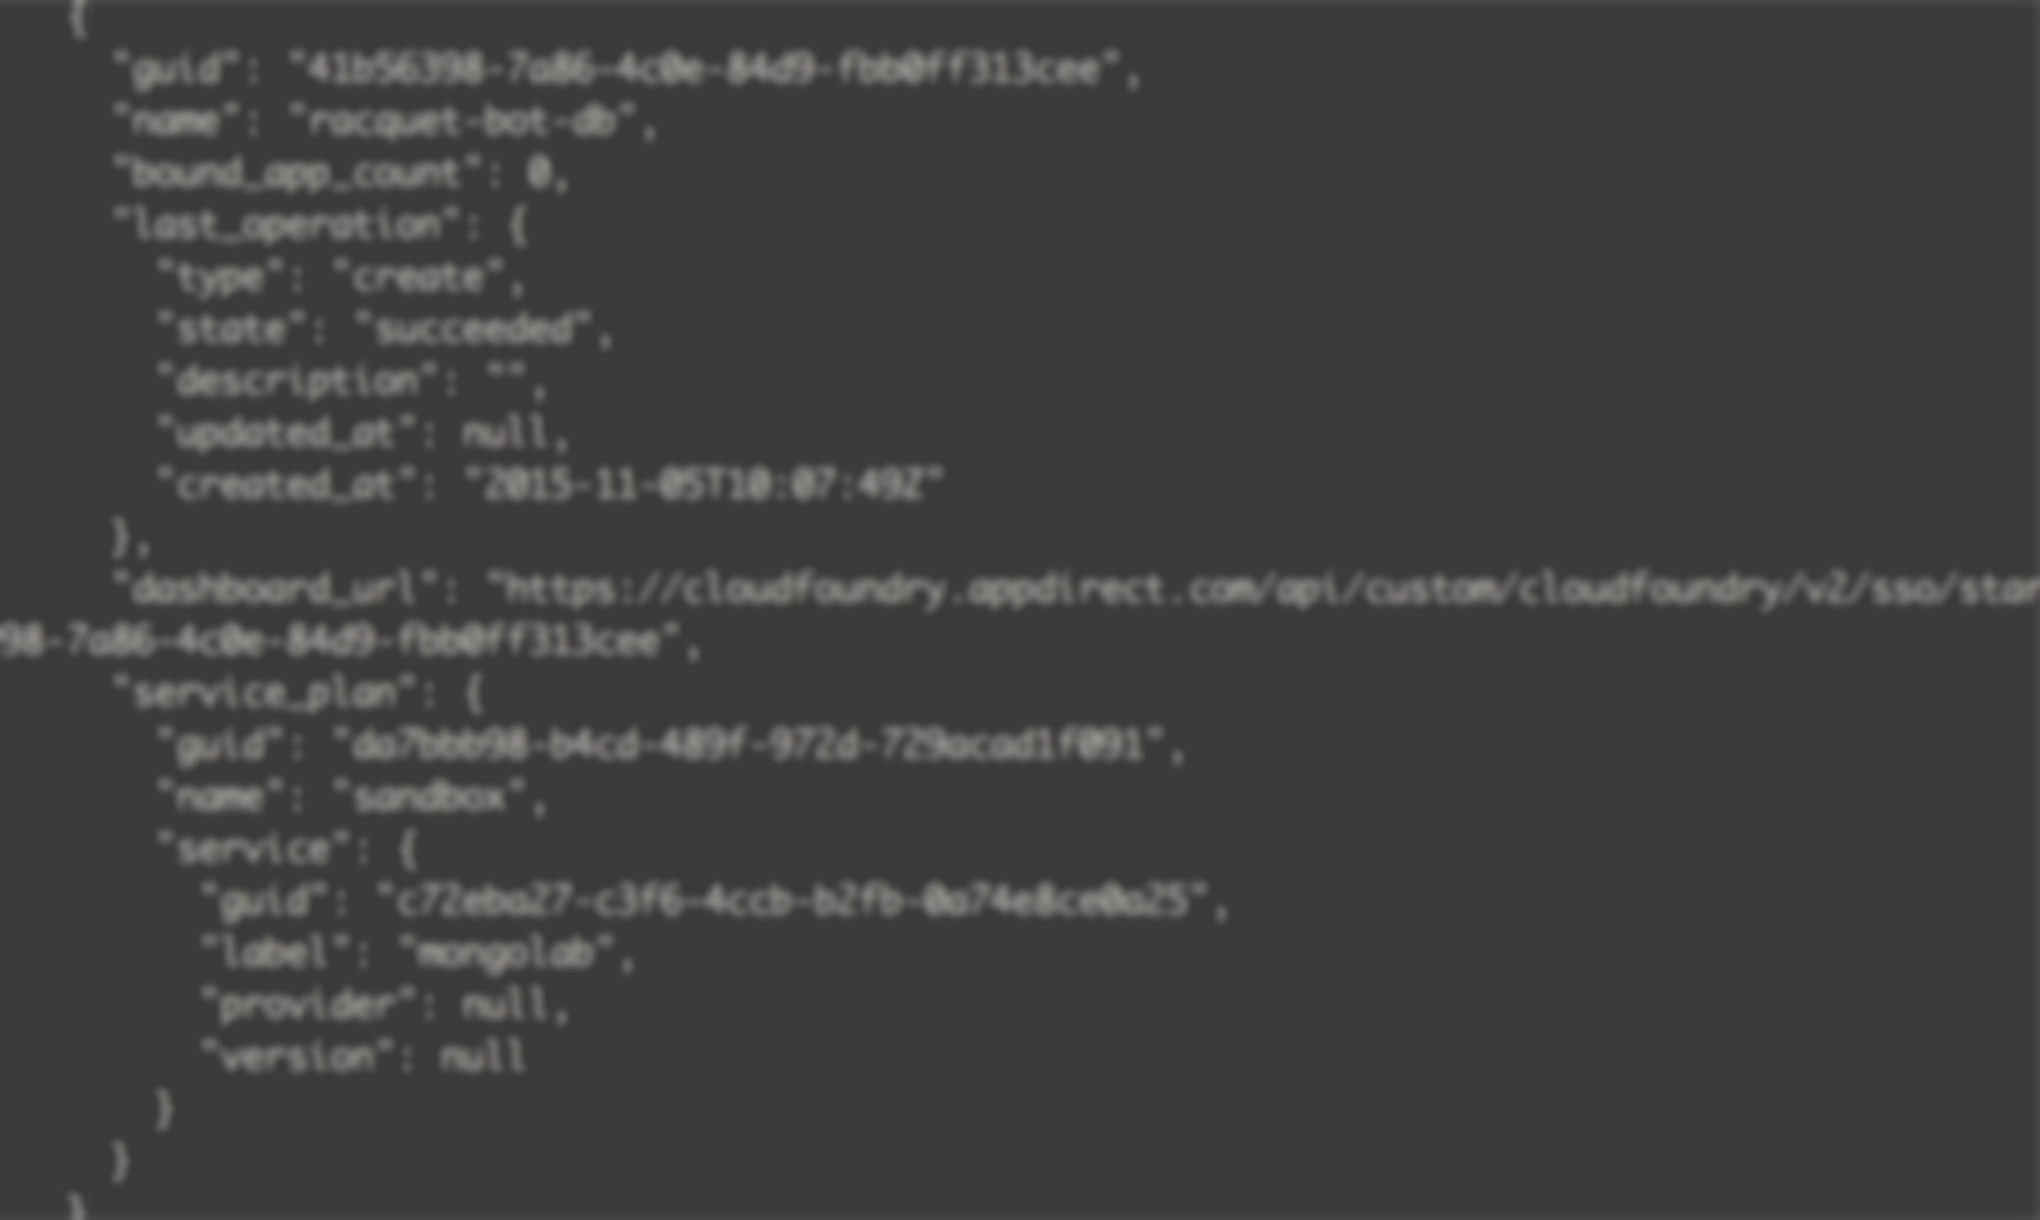 {
"guid": "41b56398-7a86-4c0e-84d9-fbb0ff313cee",
"name": "racquet-bot-db",
"bound_app_count": 0,
"last_operation": {
"type": "create",
"state": "succeeded",
"description": "",
"updated_at": null,
"created_at": "2015-11-05T10:07:49Z"
},
"dashboard_url": "https://cloudfoundry.appdirect.com/api/custom/cloudfoundry/v2/sso/star
98-7a86-4c0e-84d9-fbb0ff313cee",
"service_plan": {
"guid": "da7bbb98-b4cd-489f-972d-729acad1f091",
"name": "sandbox",
"service": {
"guid": "c72eba27-c3f6-4ccb-b2fb-0a74e8ce0a25",
"label": "mongolab",
"provider": null,
"version": null
}
}
}